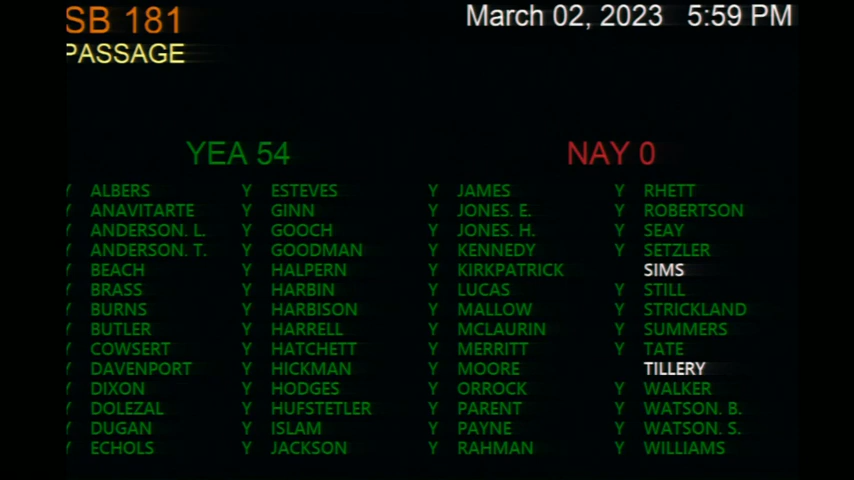 SB 181 March 02, 2023 5:59 PM
PASSAGE
YEA 54 NAY 0
Y ALBERS Y ESTEVES Y JAMES Y RHETT
Y ANAVITARTE Y GINN Y JONES. E. Y ROBERTSON
Y ANDERSON. L. Y GOOCH Y JONES. H. Y SEAY
Y ANDERSON. T. Y GOODMAN Y KENNEDY Y SETZLER
Y BEACH Y HALPERN Y KIRKPATRICK SIMS
Y BRASS Y HARBIN Y LUCAS Y STILL
Y BURNS Y HARBISON Y MALLOW Y STRICKLAND
Y BUTLER Y HARRELL Y MCLAURIN Y SUMMERS
Y COWSERT Y HATCHETT Y MERRITT Y TATE
Y DAVENPORT Y HICKMAN Y MOORE TILLERY
Y DIXON Y HODGES Y ORROCK Y WALKER
Y DOLEZAL Y HUFSTETLER Y PARENT Y WATSON. B.
Y DUGAN Y ISLAM Y PAYNE Y WATSON. S.
Y ECHOLS Y JACKSON Y RAHMAN Y WILLIAMS